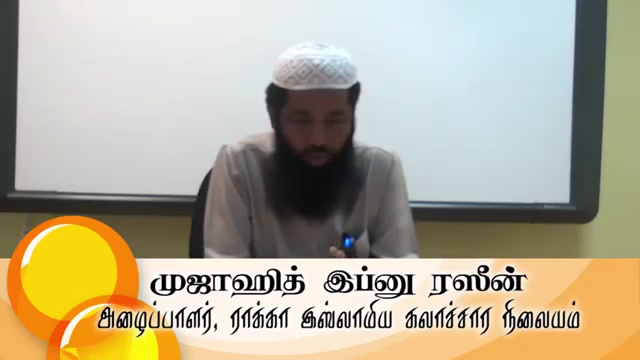 முஜாஹித் இப்னு ரஸீன்
அழைப்பாளர், ராக்கா இஸ்லாமிய கலாச்சார நிலையம்